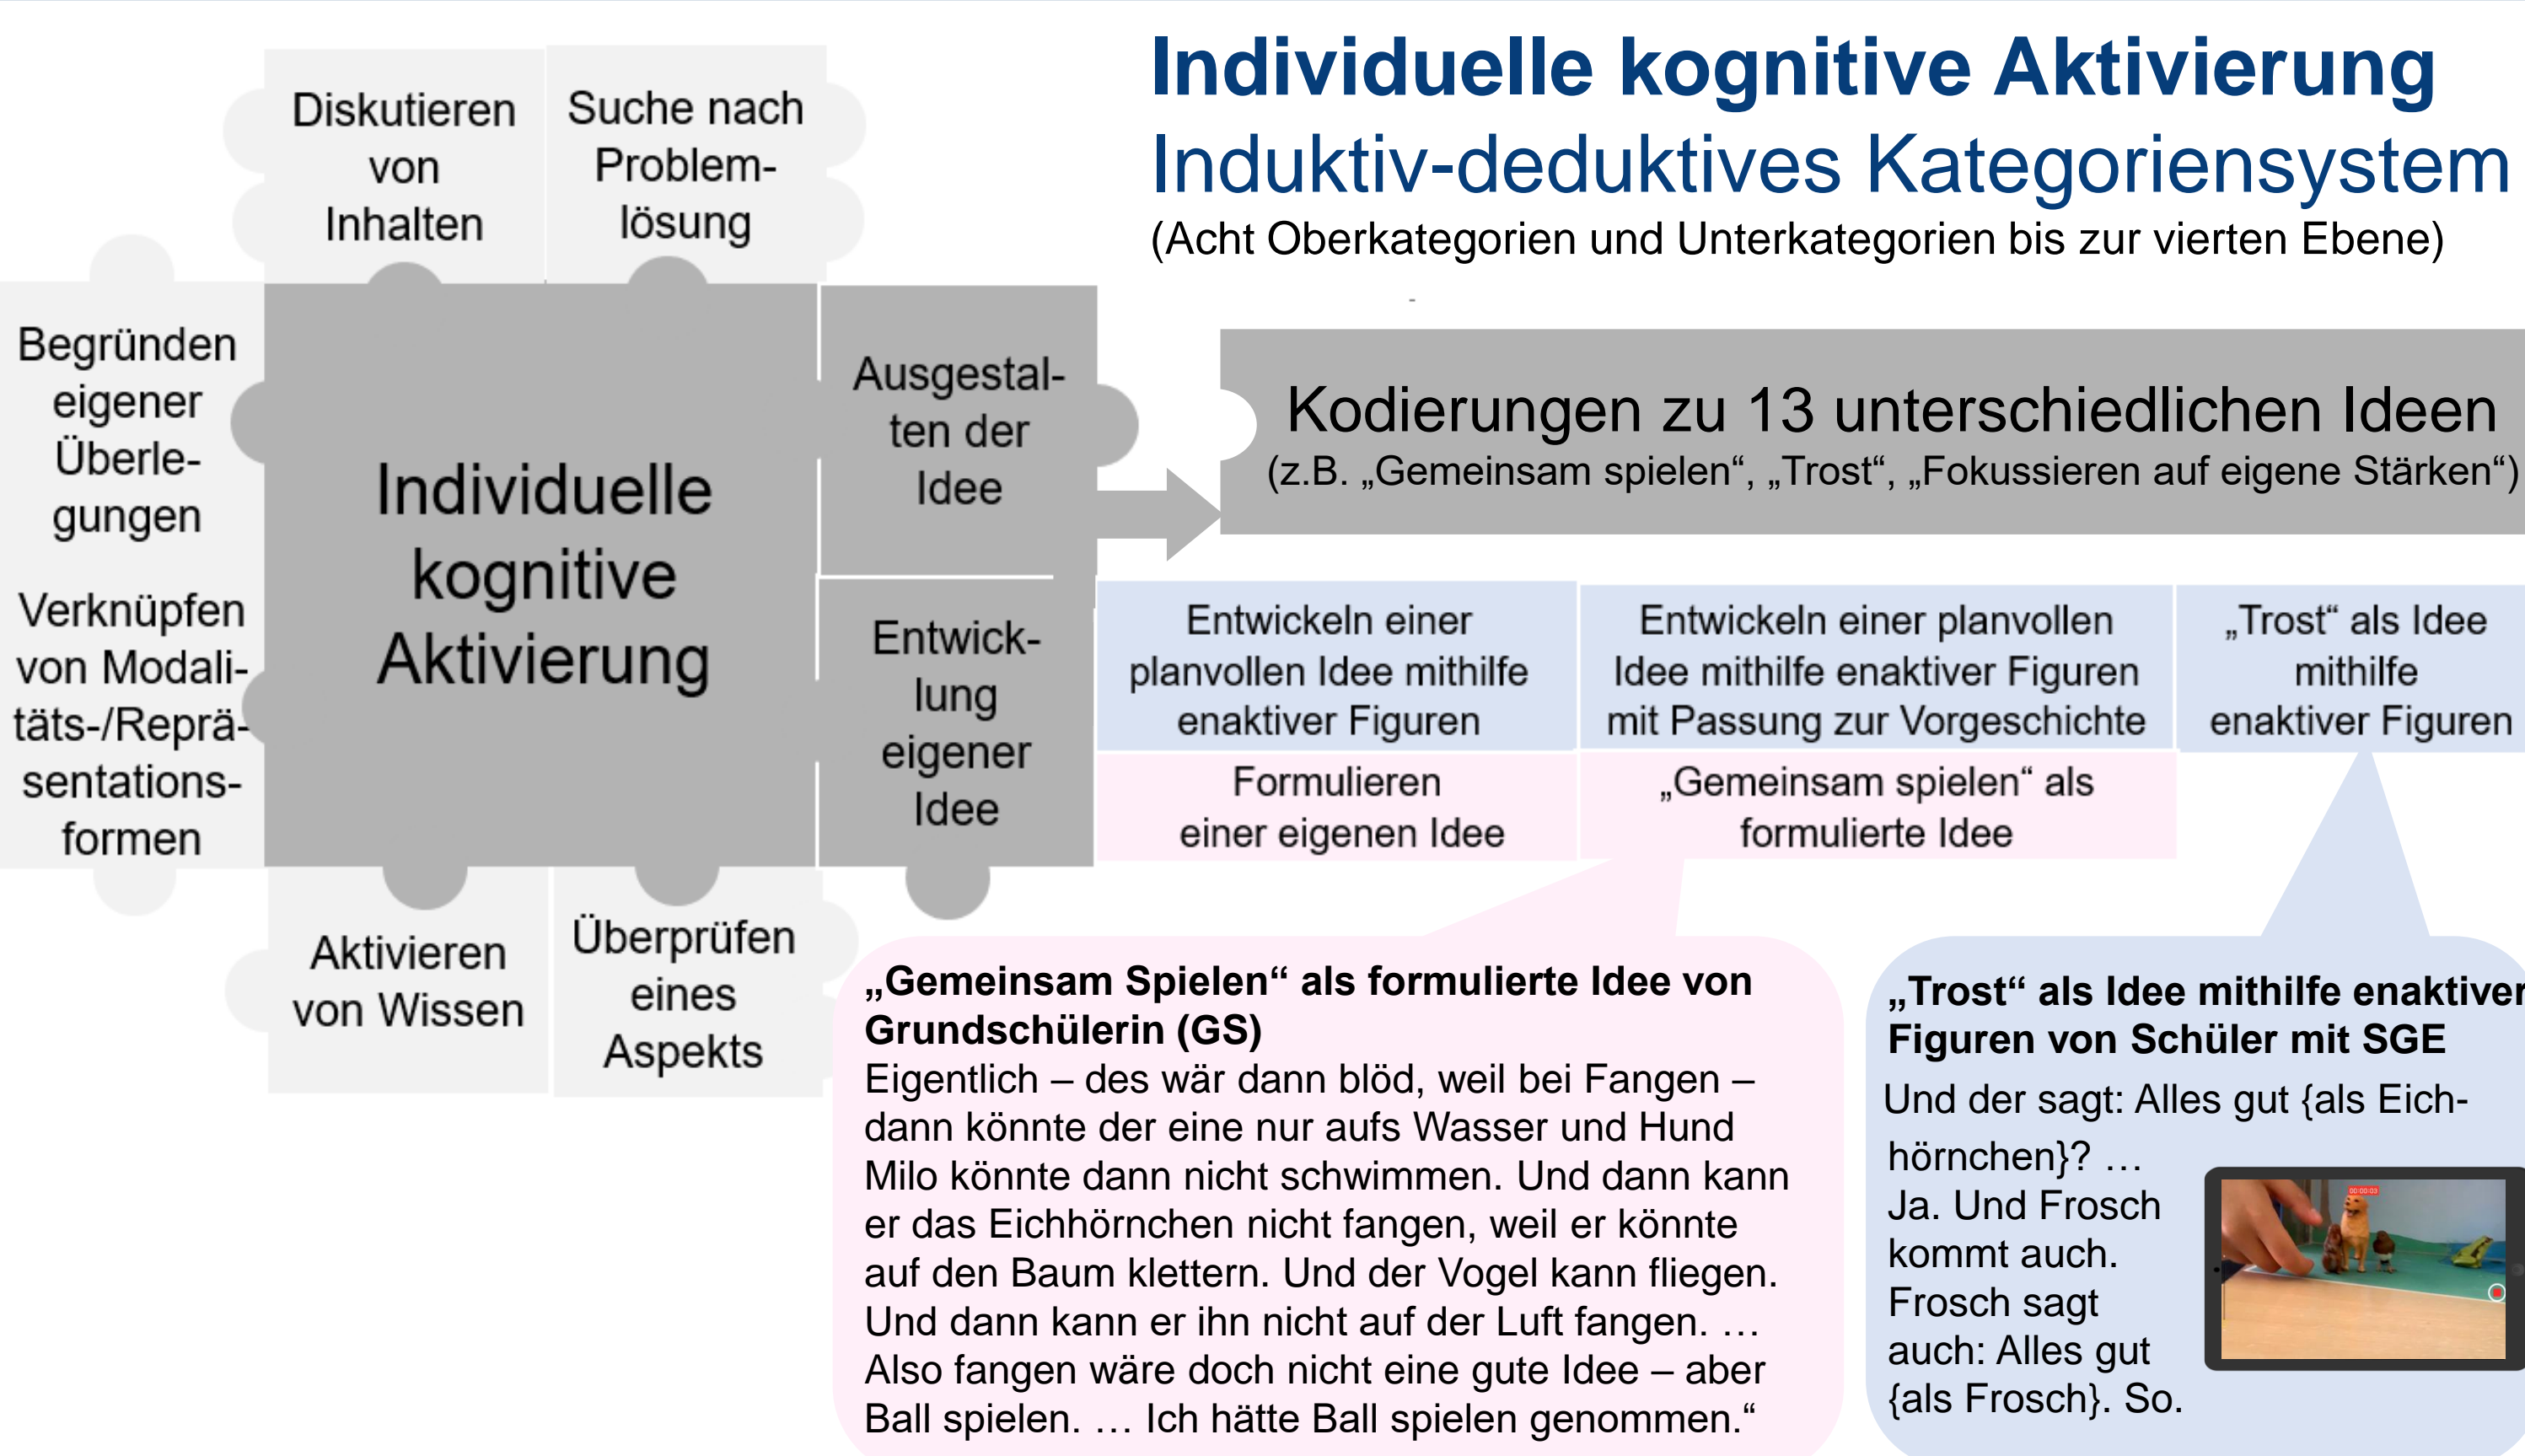 Individuelle kognitive Aktivierung
Induktiv-deduktives Kategoriensystem
(Acht Oberkategorien und Unterkategorien bis zur vierten Ebene)
-
Diskutieren
von
Inhalten
Suche nach
Problem-
lösung
Begründen
eigener
Überle-
gungen
Verknüpfen
von Modali-
täts-/Reprä-
sentations-
formen
Individuelle
kognitive
Aktivierung
Ausgestal-
ten der
Idee
Entwick-
lung
eigener
Idee
Aktivieren
von Wissen
Überprüfen
eines
Aspekts
Kodierungen zu 13 unterschiedlichen Ideen
(z.B. „Gemeinsam spielen“, „Trost“, „Fokussieren auf eigene Stärken“)
Entwickeln einer
planvollen Idee mithilfe
enaktiver Figuren
Entwickeln einer planvollen
Idee mithilfe enaktiver Figuren
mit Passung zur Vorgeschichte
„Trost“ als Idee
mithilfe
enaktiver Figuren
Formulieren
einer eigenen Idee
„Gemeinsam spielen“ als
formulierte Idee
„Gemeinsam Spielen“ als formulierte Idee von
Grundschülerin (GS)
Eigentlich – des wär dann blöd, weil bei Fangen –
dann könnte der eine nur aufs Wasser und Hund
Milo könnte dann nicht schwimmen. Und dann kann
er das Eichhörnchen nicht fangen, weil er könnte
auf den Baum klettern. Und der Vogel kann fliegen.
Und dann kann er ihn nicht auf der Luft fangen. …
Also fangen wäre doch nicht eine gute Idee – aber
Ball spielen. … Ich hätte Ball spielen genommen.“
„Trost“ als Idee mithilfe enaktiver
Figuren von Schüler mit SGE
Und der sagt: Alles gut {als Eich-
hörnchen}? …
Ja. Und Frosch
kommt auch.
Frosch sagt
auch: Alles gut
{als Frosch}. So.
00:00:03